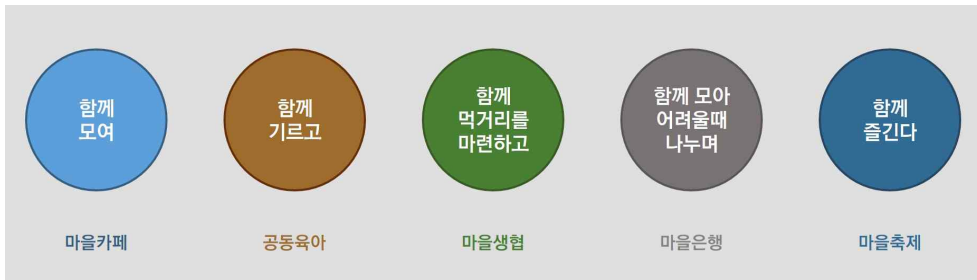 함께
모여
함께
기르고
함께
먹거리를
마련하고
함께 모아
어려울때
나누며
함께
즐긴다
마을카페
공동육아
마을생협
마을은행
마을축제